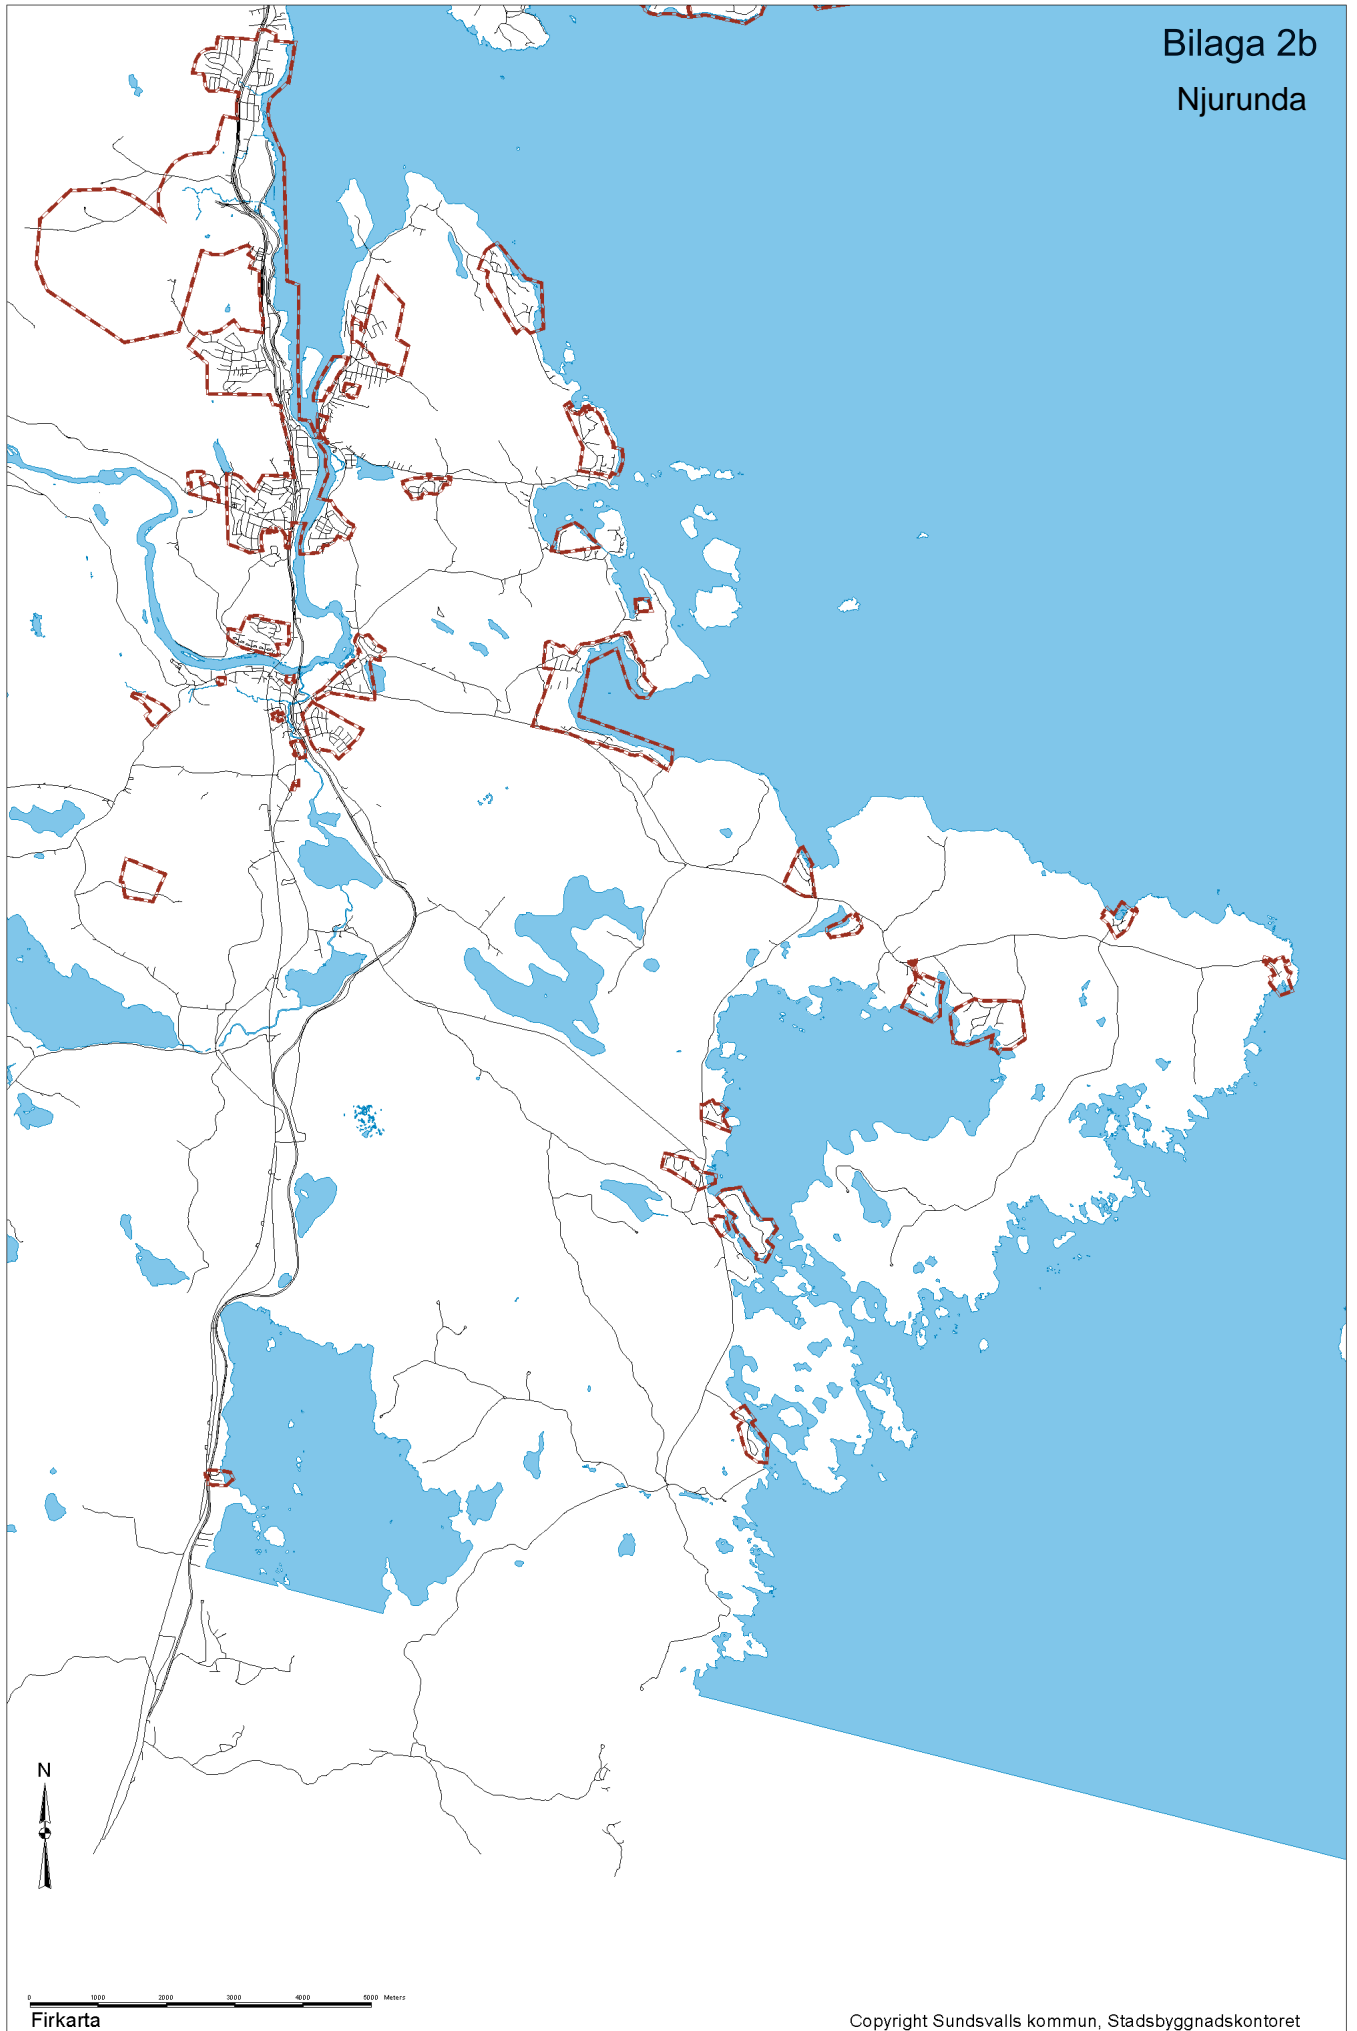 Bilaga 2b
Njurunda
N
0 1000 2000 3000 4000 5000 Meters
Firkarta
Copyright Sundsvalls kommun, Stadsbyggnadskontoret